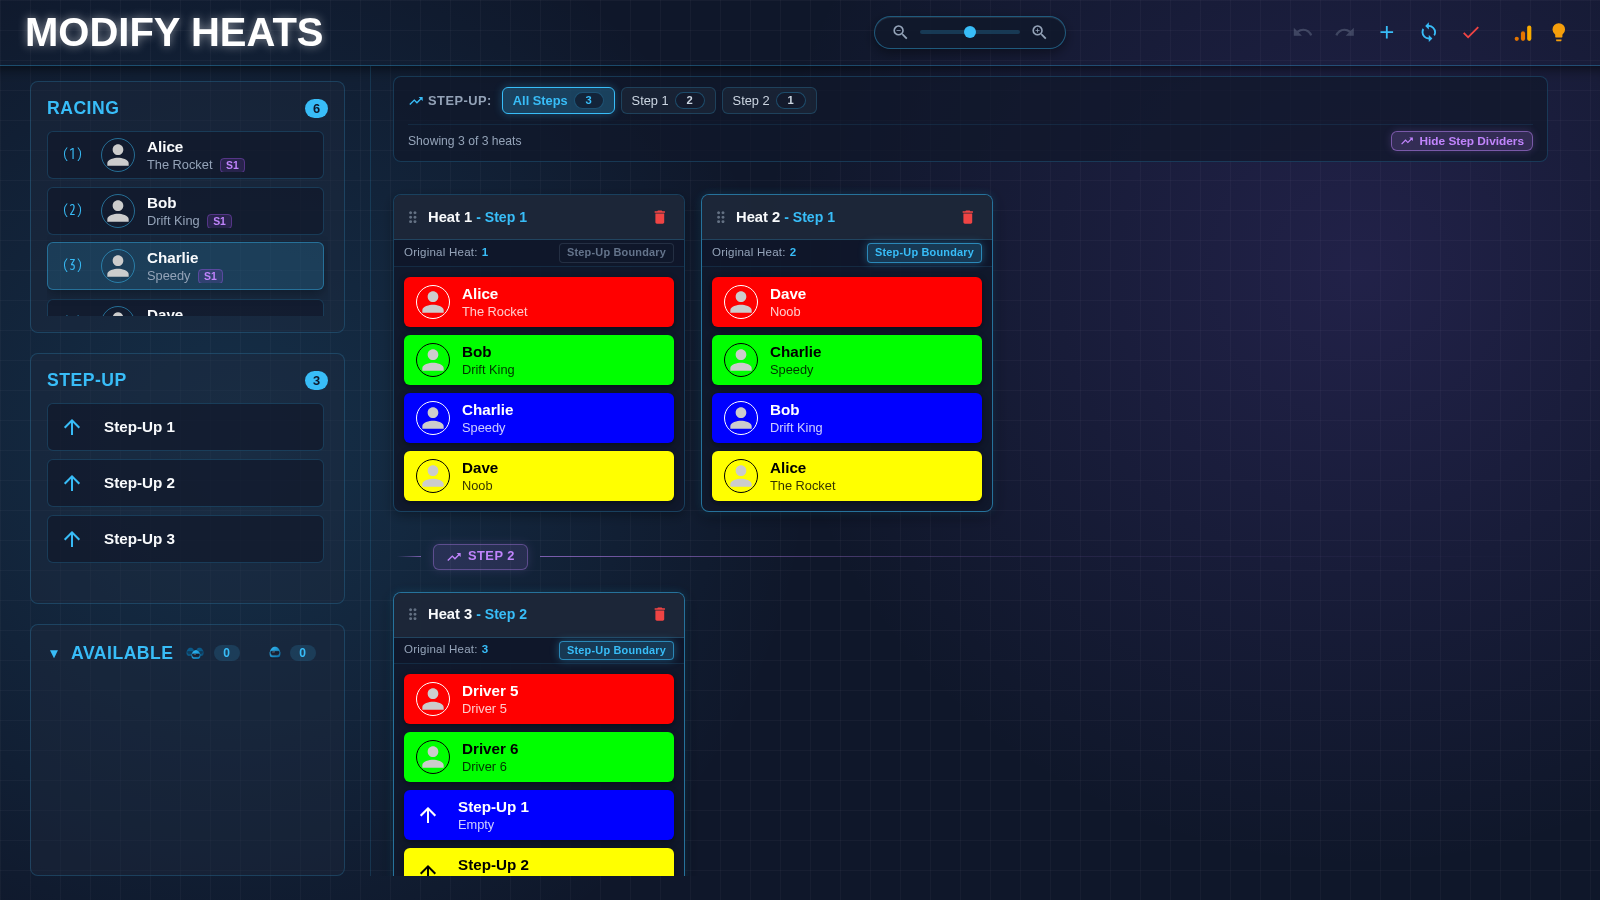 MODIFY HEATS
RACING 6
(1) Alice
The Rocket S1
(2) Bob
Drift King S1
(3) Charlie
Speedy S1
Dave
STEP-UP 3
Step-Up 1
Step-Up 2
Step-Up 3
▼ AVAILABLE 0 0
STEP-UP: All Steps 3 Step 1 2 Step 2 1
Showing 3 of 3 heats Hide Step Dividers
Heat 1 - Step 1
Original Heat: 1 Step-Up Boundary
Alice
The Rocket
Bob
Drift King
Charlie
Speedy
Dave
Noob
Heat 2 - Step 1
Original Heat: 2 Step-Up Boundary
Dave
Noob
Charlie
Speedy
Bob
Drift King
Alice
The Rocket
STEP 2
Heat 3 - Step 2
Original Heat: 3 Step-Up Boundary
Driver 5
Driver 5
Driver 6
Driver 6
Step-Up 1
Empty
Step-Up 2